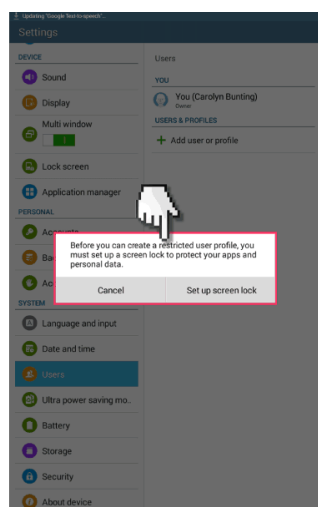 Updating "Google Text-to-speech"...
Settings
DEVICE
Sound
Display
Multi window
Lock screen
Application manager
PERSONAL
SYSTEM
Language and input
Date and time
Users
Ultra power saving mo..
Battery
Storage
Security
About device
Users
YOU
You (Carolyn Bunting)
Owner
USERS & PROFILES
+ Add user or profile
Before you can create a restricted user profile, you
must set up a screen lock to protect your apps and
personal data.
Cancel
Set up screen lock